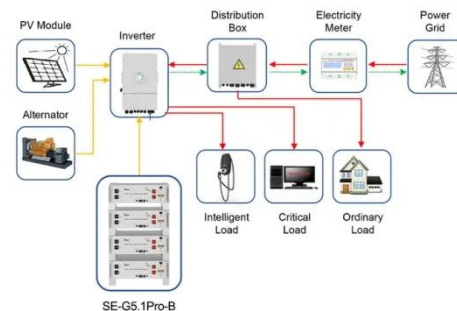 PV Module
Inverter
Distribution
Box
Electricity
Meter
Power
Grid
Alternator
Intelligent
Load
Critical
Load
Ordinary
Load
SE-G5.1Pro-B